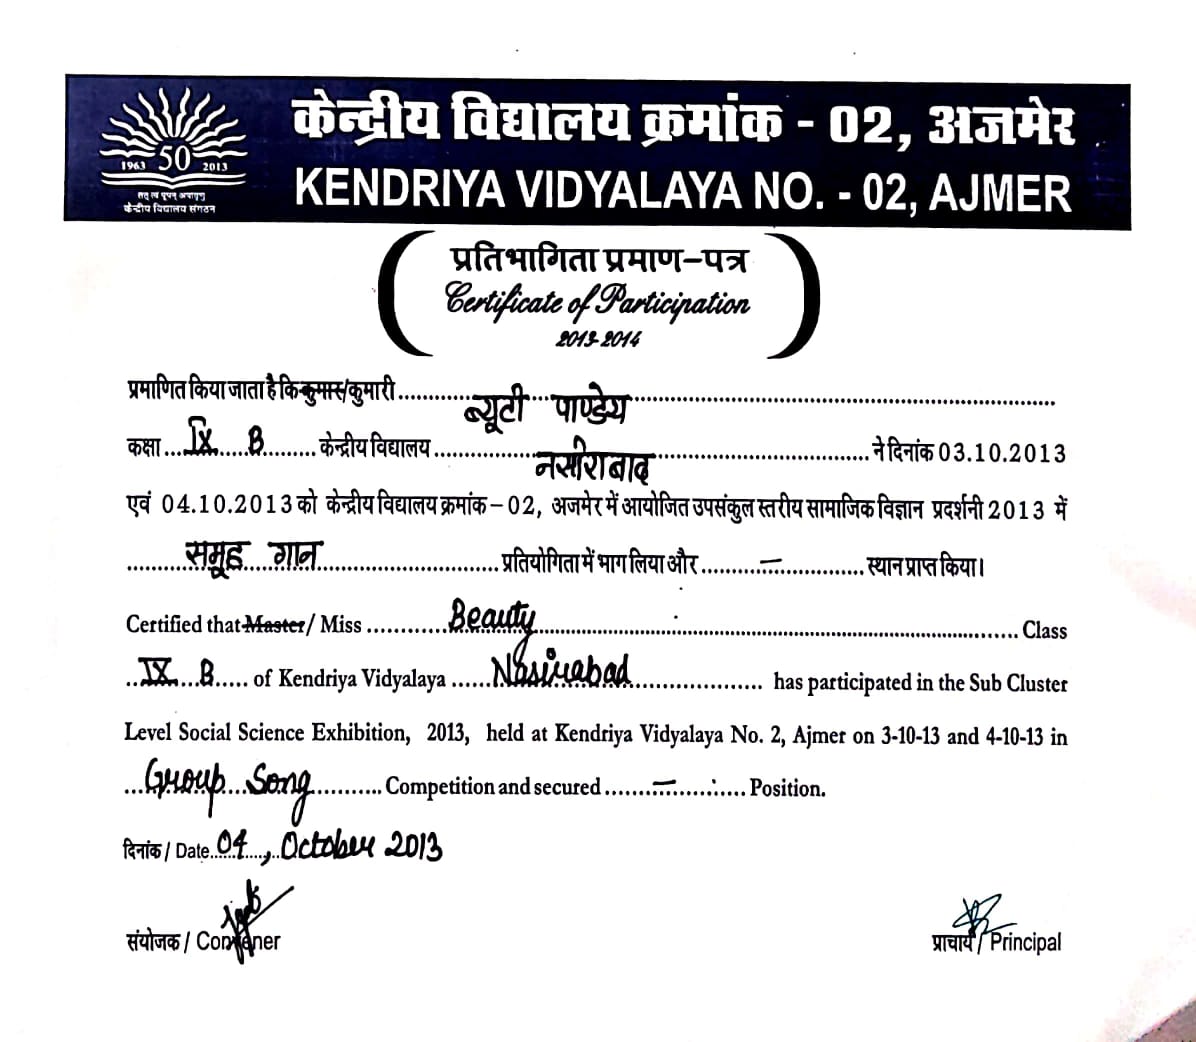 1963 50 2013
केन्द्रीय विद्यालय संगठन
केन्द्रीय विद्यालय क्रमांक - 02, अजमेर
KENDRIYA VIDYALAYA NO. - 02, AJMER
प्रतिभागिता प्रमाण-पत्र
Certificate of Participation
2013-2014
प्रमाणित किया जाता है कि कुमार/कुमारी ब्यूटी पाण्डेय
कक्षा IX B केन्द्रीय विद्यालय नसीराबाद ने दिनांक 03.10.2013
एवं 04.10.2013 को केन्द्रीय विद्यालय क्रमांक - 02, अजमेर में आयोजित उपसंकुल स्तरीय सामाजिक विज्ञान प्रदर्शनी 2013 में
समूह गान प्रतियोगिता में भाग लिया और – स्थान प्राप्त किया।
Certified that Master / Miss Beauty Class
IX B of Kendriya Vidyalaya Nasirabad has participated in the Sub Cluster
Level Social Science Exhibition, 2013, held at Kendriya Vidyalaya No. 2, Ajmer on 3-10-13 and 4-10-13 in
Group Song Competition and secured – Position.
दिनांक / Date 04, October 2013
संयोजक / Convener प्राचार्य / Principal